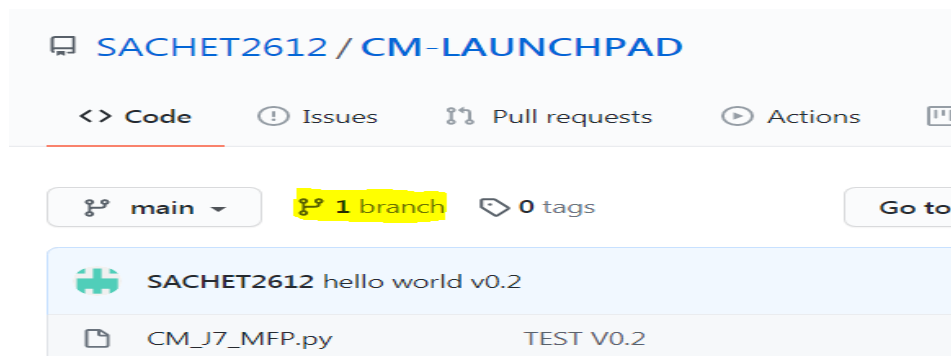 SACHET2612 / CM-LAUNCHPAD
<> Code Issues Pull requests Actions
main 1 branch 0 tags Go to
SACHET2612 hello world v0.2
CM_J7_MFP.py TEST V0.2